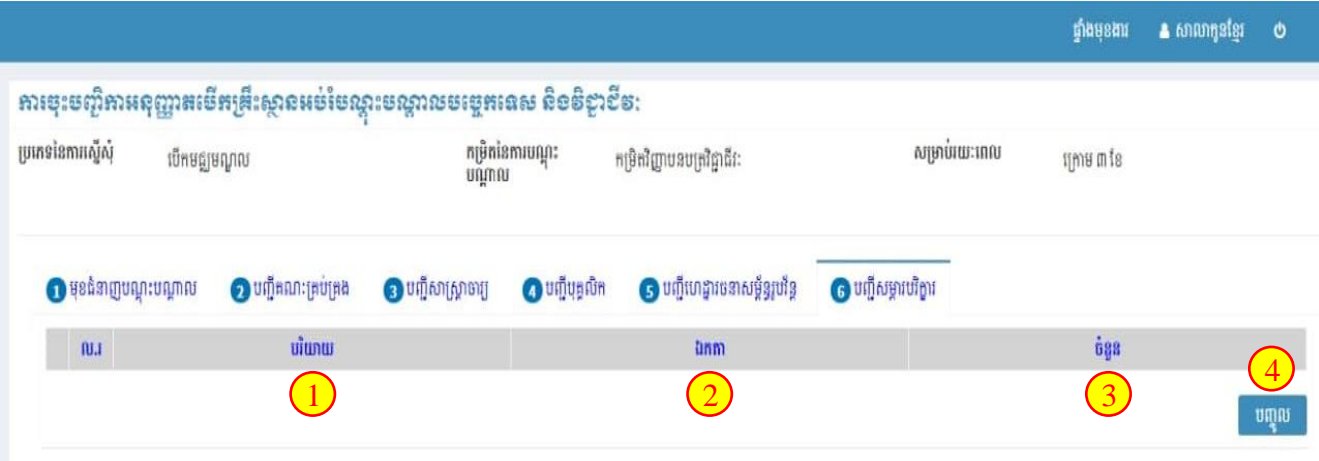 ផ្ទាំងមុខងារ សាលាកូនខ្មែរ
ការចុះបញ្ជិកាអនុញ្ញាតបើកគ្រឹះស្ថានអប់រំបណ្តុះបណ្តាលបច្ចេកទេស និងវិជ្ជាជីវៈ
ប្រភេទនៃការស្នើសុំ បើកមជ្ឈមណ្ឌល កម្រិតនៃការបណ្តុះ កម្រិតវិញ្ញាបនបត្រវិជ្ជាជីវៈ សម្រាប់រយៈពេល ក្រោម ៣ ខែ
បណ្តាល
1 មុខជំនាញបណ្តុះបណ្តាល 2 បញ្ជីគណៈគ្រប់គ្រង 3 បញ្ជីសាស្ត្រាចារ្យ 4 បញ្ជីបុគ្គលិក 5 បញ្ជីហេដ្ឋារចនាសម្ព័ន្ធរូបវ័ន្ត 6 បញ្ជីសម្ភារបរិក្ខារ
ល.រ បរិយាយ ឯកតា ចំនួន
1 2 3 4
បញ្ចូល